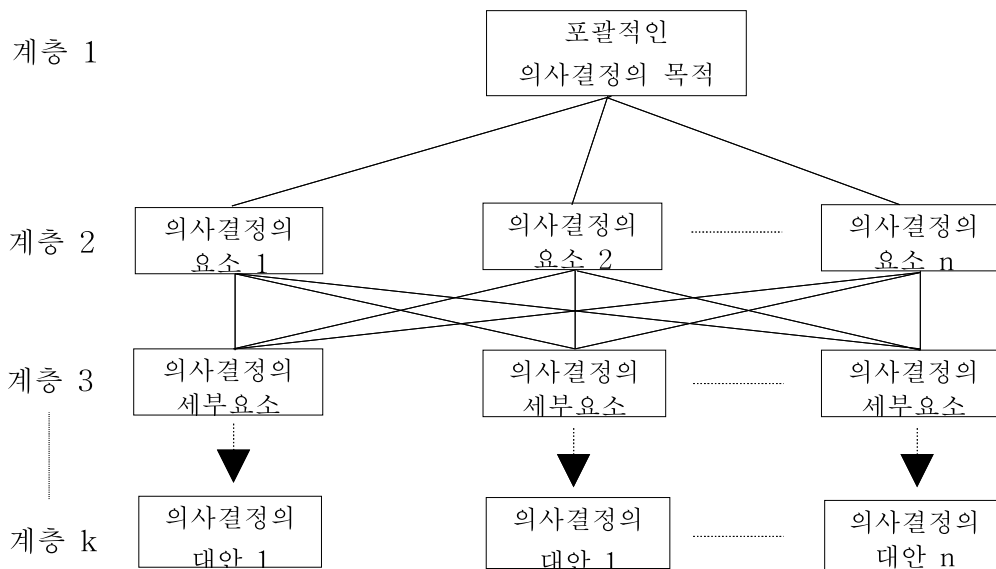 계층 1
포괄적인
의사결정의 목적
계층 2
의사결정의
요소 1
의사결정의
요소 2
의사결정의
요소 n
계층 3
의사결정의
세부요소
의사결정의
세부요소
의사결정의
세부요소
계층 k
의사결정의
대안 1
의사결정의
대안 1
의사결정의
대안 n